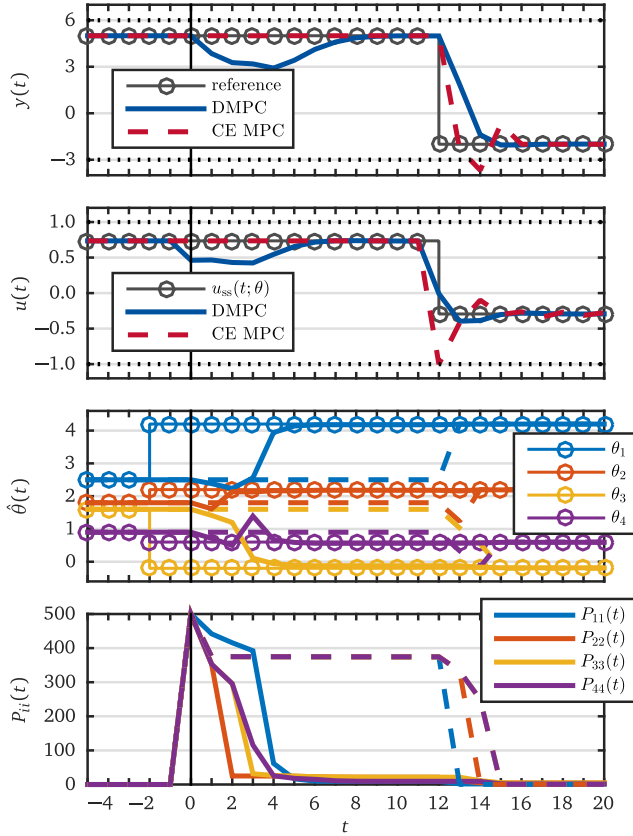 6
3
0
−3
y(t)
reference
DMPC
CE MPC
1.0
0.5
0.0
−0.5
−1.0
u(t)
u_ss(t; θ)
DMPC
CE MPC
4
3
2
1
0
θ̂(t)
θ₁
θ₂
θ₃
θ₄
500
400
300
200
100
0
P_ii(t)
P₁₁(t)
P₂₂(t)
P₃₃(t)
P₄₄(t)
−4 −2 0 2 4 6 8 10 12 14 16 18 20
t